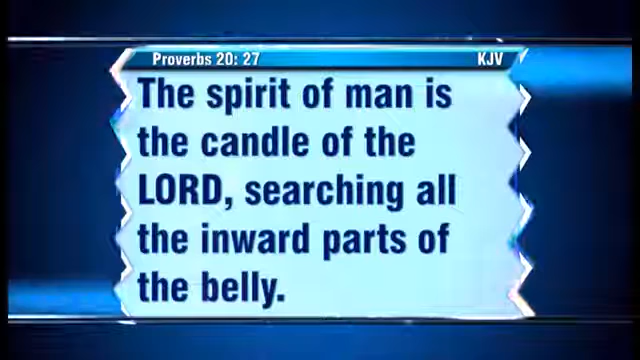 Proverbs 20: 27 KJV
The spirit of man is
the candle of the
LORD, searching all
the inward parts of
the belly.